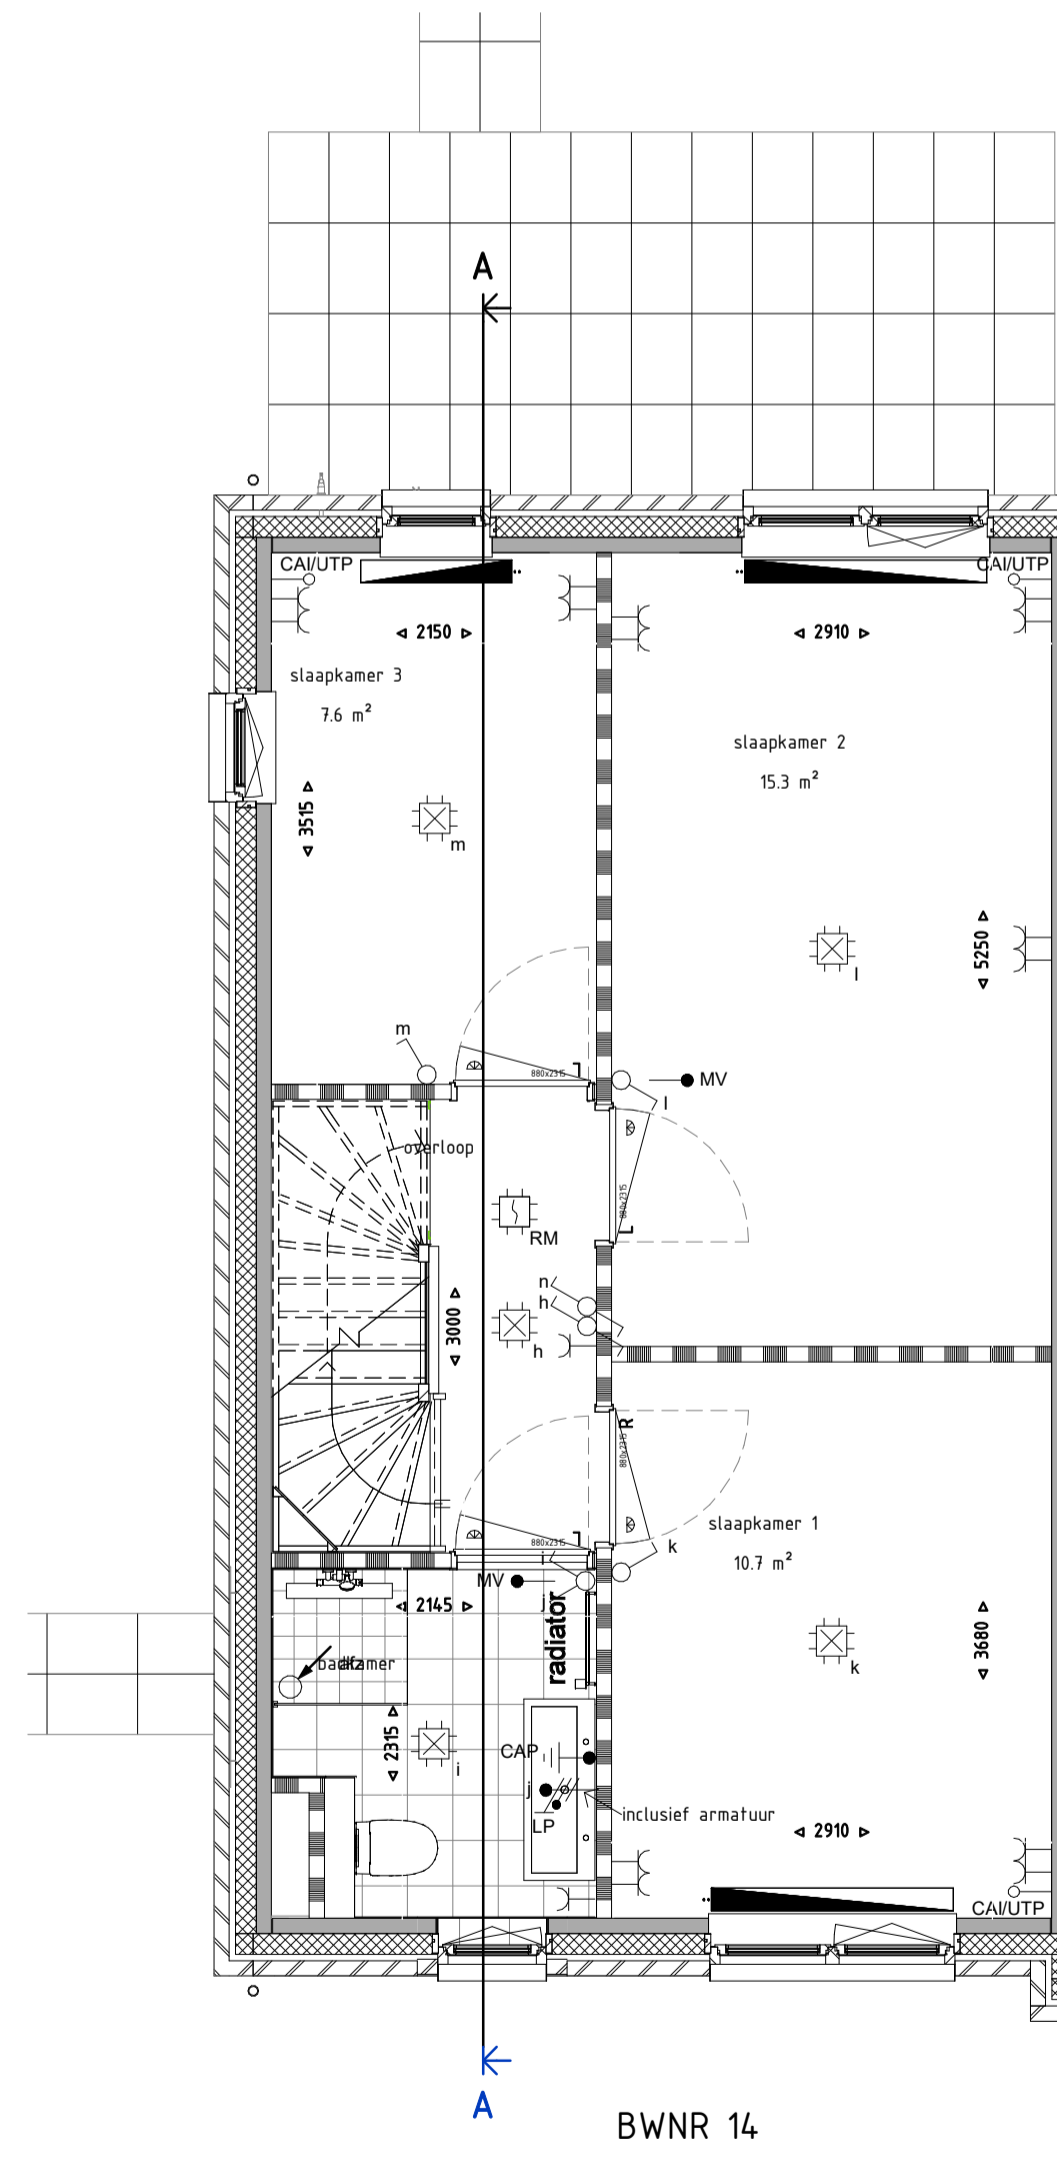 A
CAI/UTP
CAI/UTP
2150
2910
slaapkamer 3
7.6 m²
slaapkamer 2
15.3 m²
3515
m
5250
l
m
880x2315
MV
l
overloop
880x2315
L
RM
n
h
3000
h
R
880x2315
slaapkamer 1
10.7 m²
880x2315
k
i
MV
j
2145
radiator
3680
badkamer
k
2315
i
CAP
j
LP
inclusief armatuur
2910
CAI/UTP
A
BWNR 14